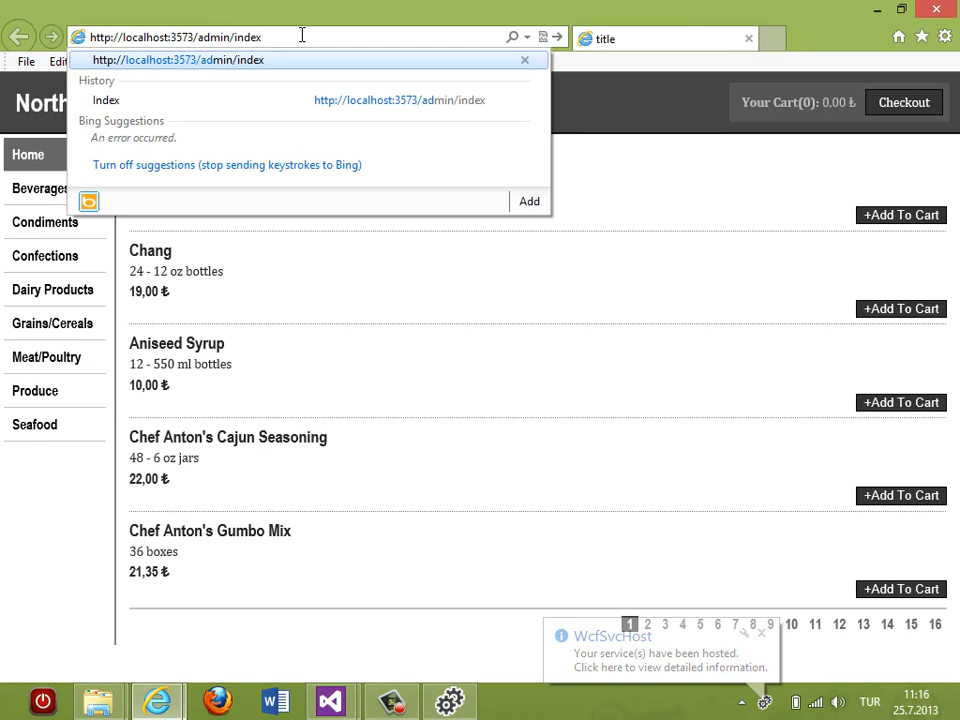 http://localhost:3573/admin/index
title
http://localhost:3573/admin/index
History
Index http://localhost:3573/admin/index
Bing Suggestions
An error occurred.
Turn off suggestions (stop sending keystrokes to Bing)
Add
File Edi
North
Your Cart(0): 0,00 ₺ Checkout
Home
Beverages
Condiments
Confections
Dairy Products
Grains/Cereals
Meat/Poultry
Produce
Seafood
+Add To Cart
Chang
24 - 12 oz bottles
19,00 ₺
+Add To Cart
Aniseed Syrup
12 - 550 ml bottles
10,00 ₺
+Add To Cart
Chef Anton's Cajun Seasoning
48 - 6 oz jars
22,00 ₺
+Add To Cart
Chef Anton's Gumbo Mix
36 boxes
21,35 ₺
+Add To Cart
1 2 3 4 5 6 7 8 9 10 11 12 13 14 15 16
WcfSvcHost
Your service(s) have been hosted.
Click here to view detailed information.
TUR
11:16
25.7.2013